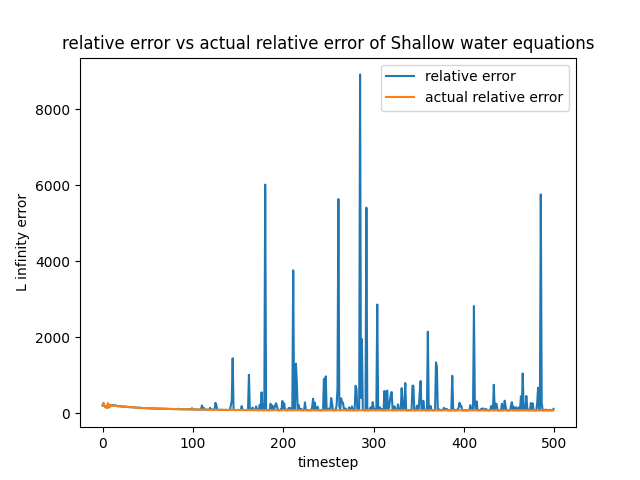 relative error vs actual relative error of Shallow water equations
relative error
actual relative error
L infinity error
8000
6000
4000
2000
0
0 100 200 300 400 500
timestep